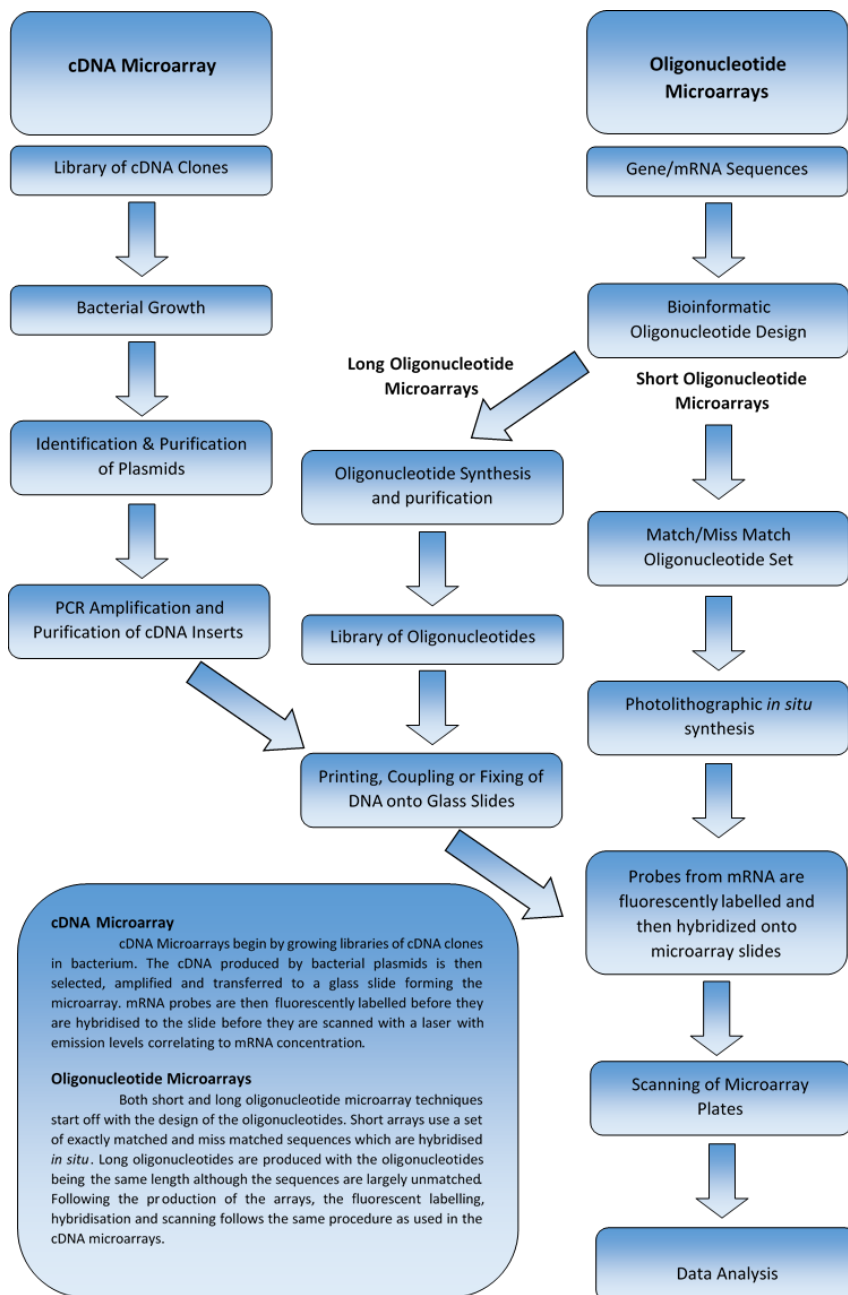 cDNA Microarray
Library of cDNA Clones
Bacterial Growth
Identification & Purification
of Plasmids
PCR Amplification and
Purification of cDNA Inserts
Oligonucleotide
Microarrays
Gene/mRNA Sequences
Bioinformatic
Oligonucleotide Design
Long Oligonucleotide
Microarrays
Oligonucleotide Synthesis
and purification
Library of Oligonucleotides
Printing, Coupling or Fixing of
DNA onto Glass Slides
Short Oligonucleotide
Microarrays
Match/Miss Match
Oligonucleotide Set
Photolithographic in situ
synthesis
Probes from mRNA are
fluorescently labelled and
then hybridized onto
microarray slides
Scanning of Microarray
Plates
Data Analysis
cDNA Microarray
cDNA Microarrays begin by growing libraries of cDNA clones
in bacterium. The cDNA produced by bacterial plasmids is then
selected, amplified and transferred to a glass slide forming the
microarray. mRNA probes are then fluorescently labelled before they
are hybridised to the slide before they are scanned with a laser with
emission levels correlating to mRNA concentration.
Oligonucleotide Microarrays
Both short and long oligonucleotide microarray techniques
start off with the design of the oligonucleotides. Short arrays use a set
of exactly matched and miss matched sequences which are hybridised
in situ. Long oligonucleotides are produced with the oligonucleotides
being the same length although the sequences are largely unmatched.
Following the production of the arrays, the fluorescent labelling,
hybridisation and scanning follows the same procedure as used in the
cDNA microarrays.